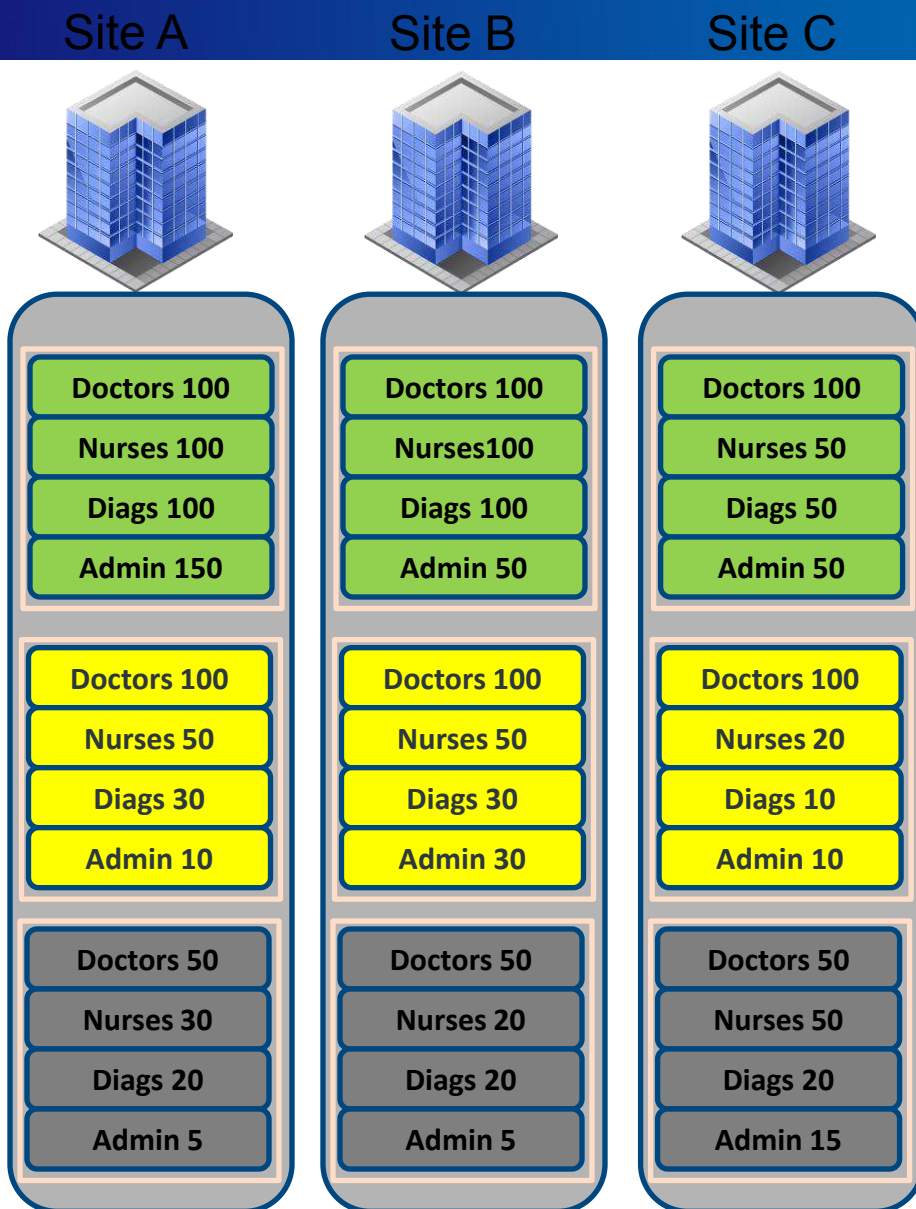 Site A
Site B
Site C
Doctors 100
Nurses 100
Diags 100
Admin 150
Doctors 100
Nurses 50
Diags 30
Admin 10
Doctors 50
Nurses 30
Diags 20
Admin 5
Doctors 100
Nurses100
Diags 100
Admin 50
Doctors 100
Nurses 50
Diags 30
Admin 30
Doctors 50
Nurses 20
Diags 20
Admin 5
Doctors 100
Nurses 50
Diags 50
Admin 50
Doctors 100
Nurses 20
Diags 10
Admin 10
Doctors 50
Nurses 50
Diags 20
Admin 15